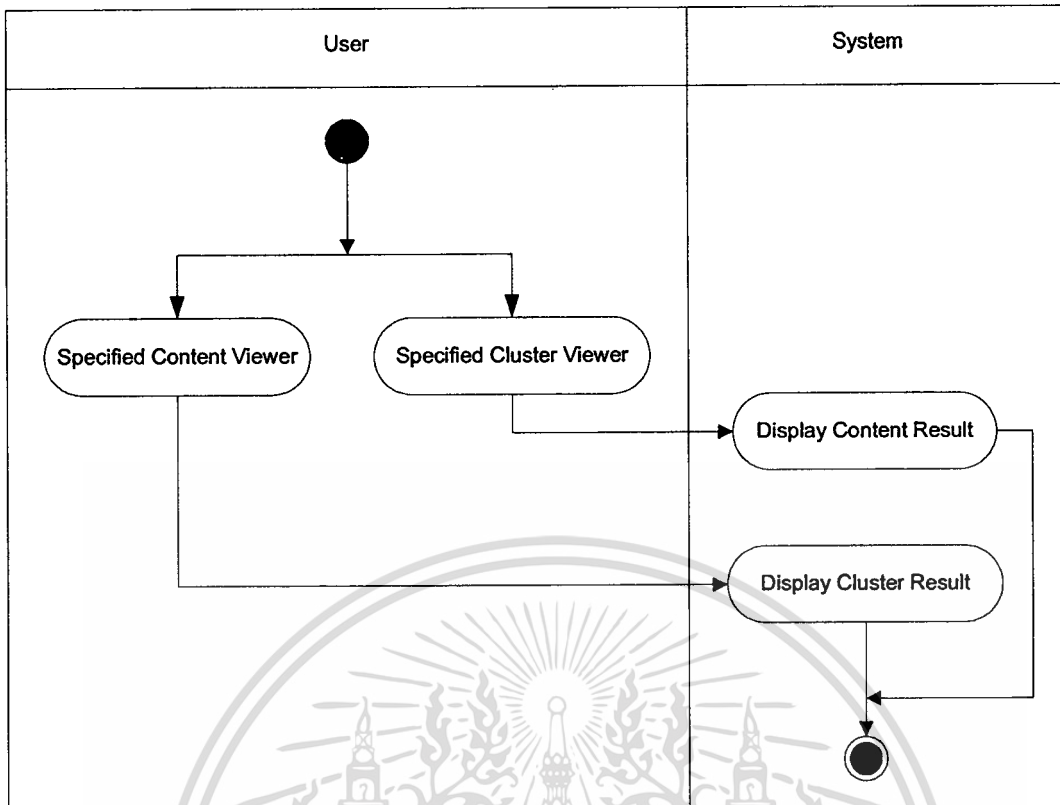 User
System
Specified Content Viewer
Specified Cluster Viewer
Display Content Result
Display Cluster Result